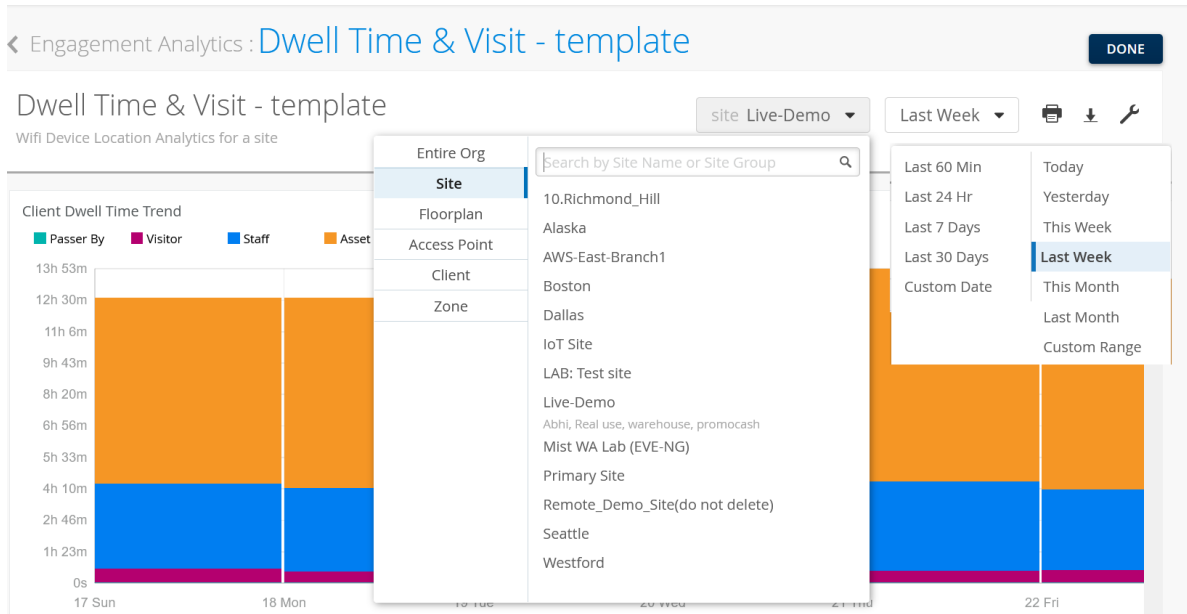 Engagement Analytics : Dwell Time & Visit - template
DONE
Dwell Time & Visit - template
Wifi Device Location Analytics for a site
site Live-Demo
Last Week
Entire Org
Site
Floorplan
Access Point
Client
Zone
Search by Site Name or Site Group
10.Richmond_Hill
Alaska
AWS-East-Branch1
Boston
Dallas
IoT Site
LAB: Test site
Live-Demo
Abhi, Real use, warehouse, promocash
Mist WA Lab (EVE-NG)
Primary Site
Remote_Demo_Site(do not delete)
Seattle
Westford
Last 60 Min
Last 24 Hr
Last 7 Days
Last 30 Days
Custom Date
Today
Yesterday
This Week
Last Week
This Month
Last Month
Custom Range
Client Dwell Time Trend
Passer By Visitor Staff Asset
13h 53m
12h 30m
11h 6m
9h 43m
8h 20m
6h 56m
5h 33m
4h 10m
2h 46m
1h 23m
0s
17 Sun 18 Mon 19 Tue 20 Wed 21 Thu 22 Fri